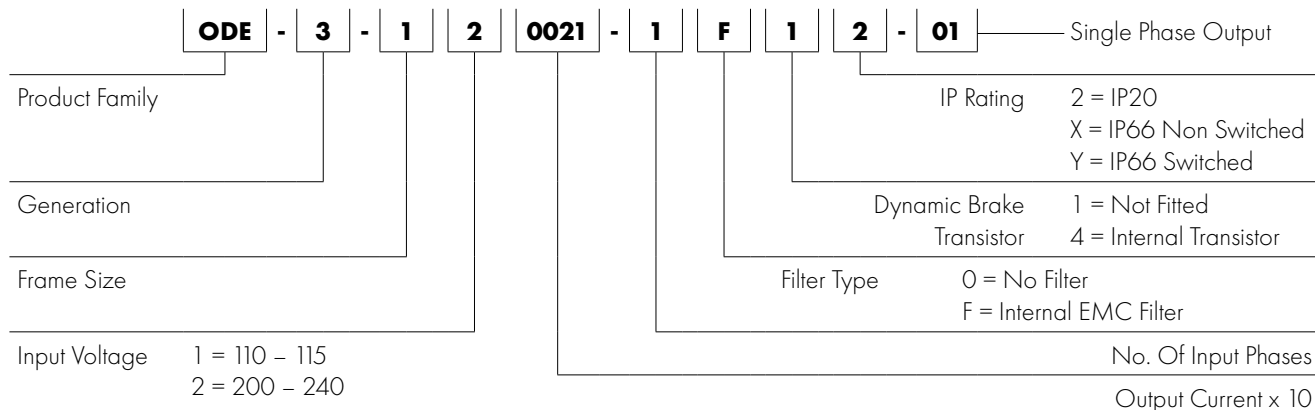 ODE - 3 - 1 2 0021 - 1 F 1 2 - 01 Single Phase Output
Product Family
IP Rating 2 = IP20
X = IP66 Non Switched
Y = IP66 Switched
Generation
Dynamic Brake 1 = Not Fitted
Transistor 4 = Internal Transistor
Frame Size
Filter Type 0 = No Filter
F = Internal EMC Filter
Input Voltage 1 = 110 – 115
2 = 200 – 240
No. Of Input Phases
Output Current x 10